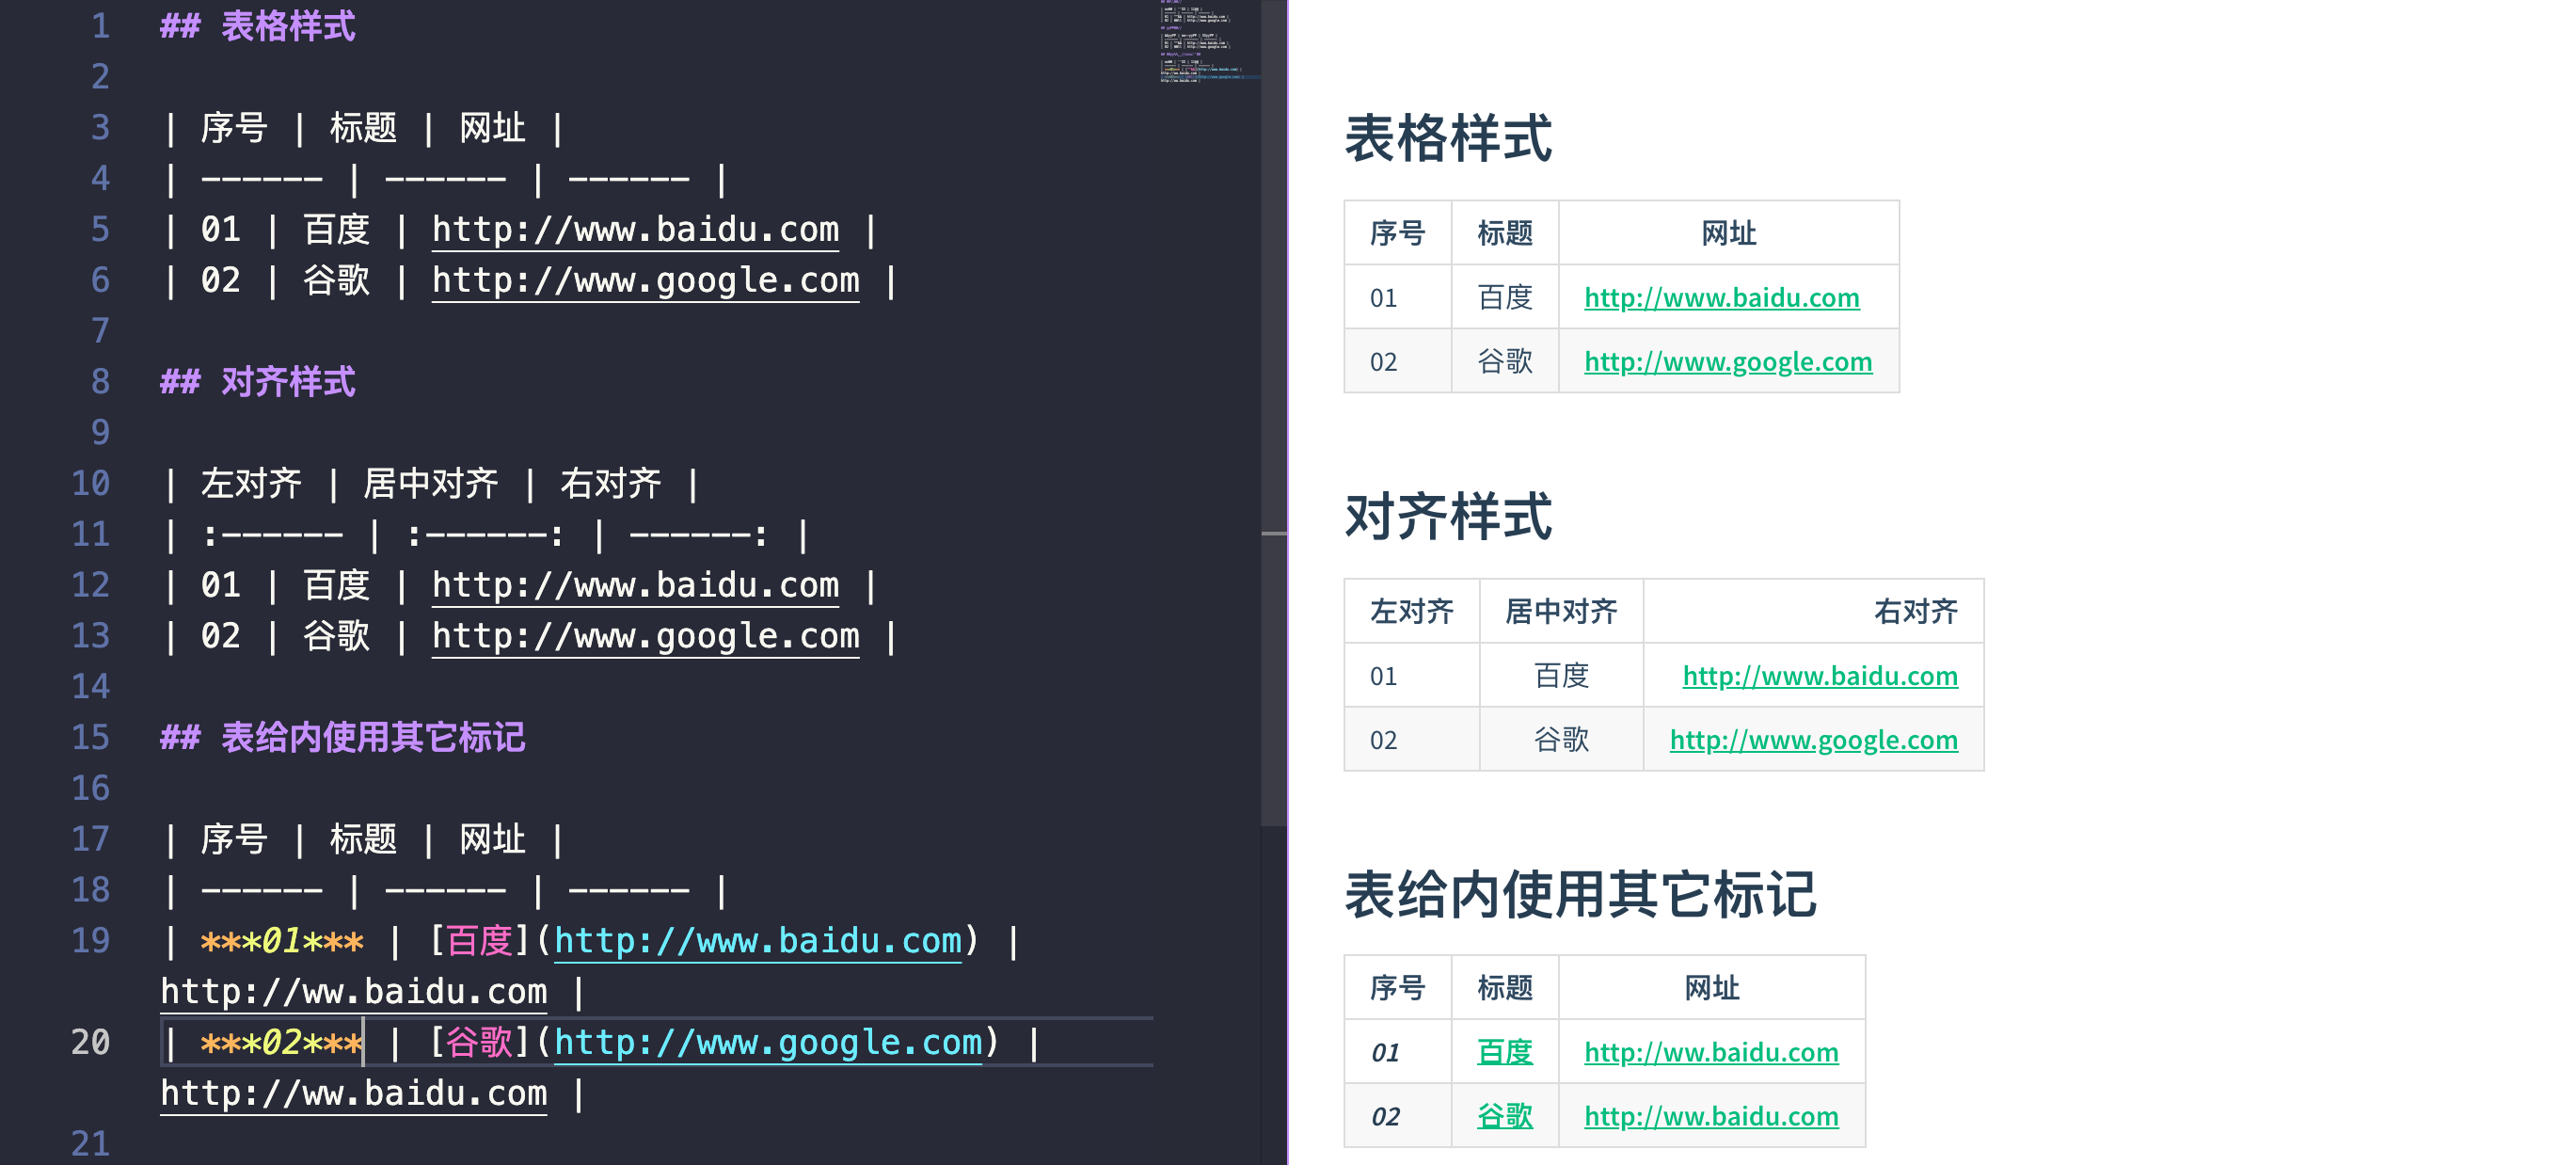 1 ## 表格样式
2
3 | 序号 | 标题 | 网址 |
4 | ------ | ------ | ------ |
5 | 01 | 百度 | http://www.baidu.com |
6 | 02 | 谷歌 | http://www.google.com |
7
8 ## 对齐样式
9
10 | 左对齐 | 居中对齐 | 右对齐 |
11 | :------ | :------: | ------: |
12 | 01 | 百度 | http://www.baidu.com |
13 | 02 | 谷歌 | http://www.google.com |
14
15 ## 表给内使用其它标记
16
17 | 序号 | 标题 | 网址 |
18 | ------ | ------ | ------ |
19 | ***01*** | [百度](http://www.baidu.com) |
http://ww.baidu.com |
20 | ***02*** | [谷歌](http://www.google.com) |
http://ww.baidu.com |
21
表格样式
序号 标题 网址
01 百度 http://www.baidu.com
02 谷歌 http://www.google.com
对齐样式
左对齐 居中对齐 右对齐
01 百度 http://www.baidu.com
02 谷歌 http://www.google.com
表给内使用其它标记
序号 标题 网址
01 百度 http://ww.baidu.com
02 谷歌 http://ww.baidu.com